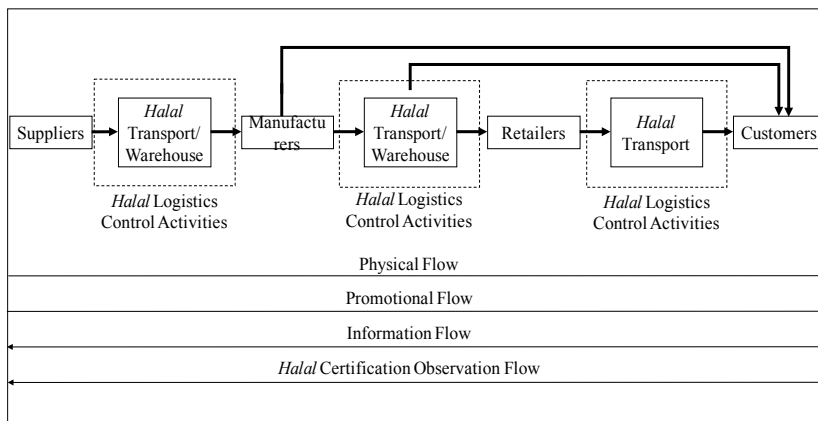 Suppliers
Halal
Transport/
Warehouse
Manufactu
rers
Halal
Transport/
Warehouse
Retailers
Halal
Transport
Customers
Halal Logistics
Control Activities
Halal Logistics
Control Activities
Halal Logistics
Control Activities
Physical Flow
Promotional Flow
Information Flow
Halal Certification Observation Flow